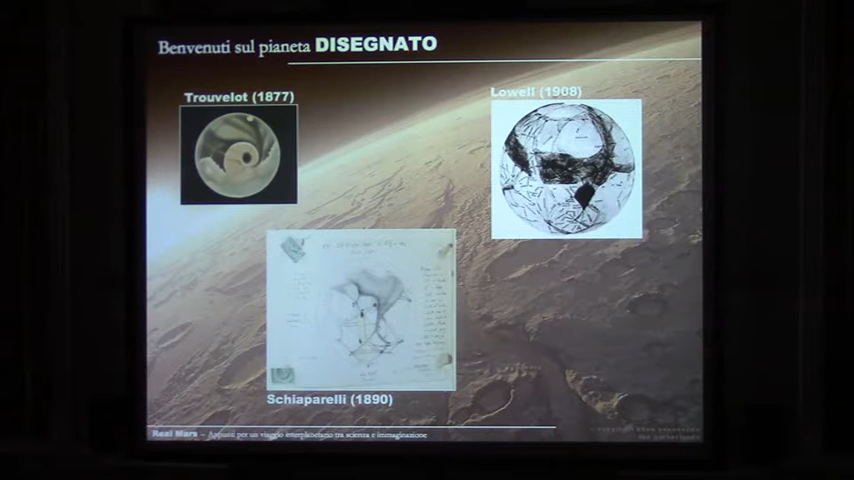 Benvenuti sul pianeta DISEGNATO
Trouvelot (1877)
Lowell (1908)
Schiaparelli (1890)
Real Mars – Appunti per un viaggio interplanetario tra scienza e immaginazione